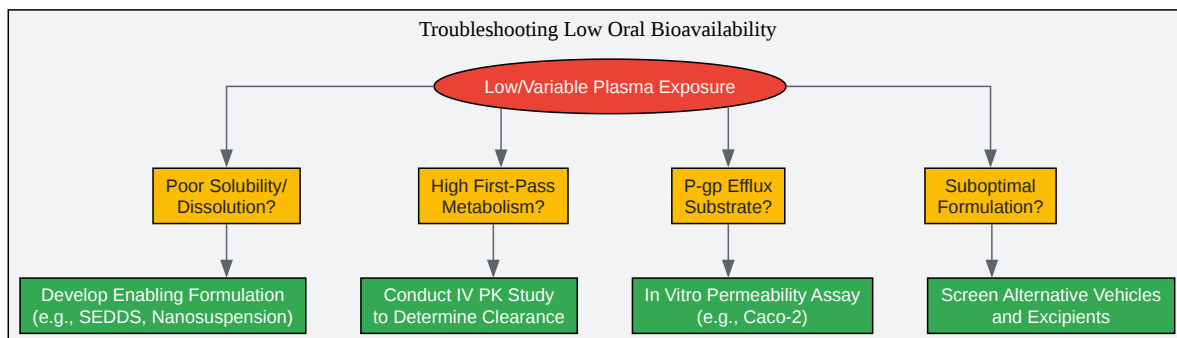 Troubleshooting Low Oral Bioavailability
Low/Variable Plasma Exposure
Poor Solubility/
Dissolution?
High First-Pass
Metabolism?
P-gp Efflux
Substrate?
Suboptimal
Formulation?
Develop Enabling Formulation
(e.g., SEDDS, Nanosuspension)
Conduct IV PK Study
to Determine Clearance
In Vitro Permeability Assay
(e.g., Caco-2)
Screen Alternative Vehicles
and Excipients